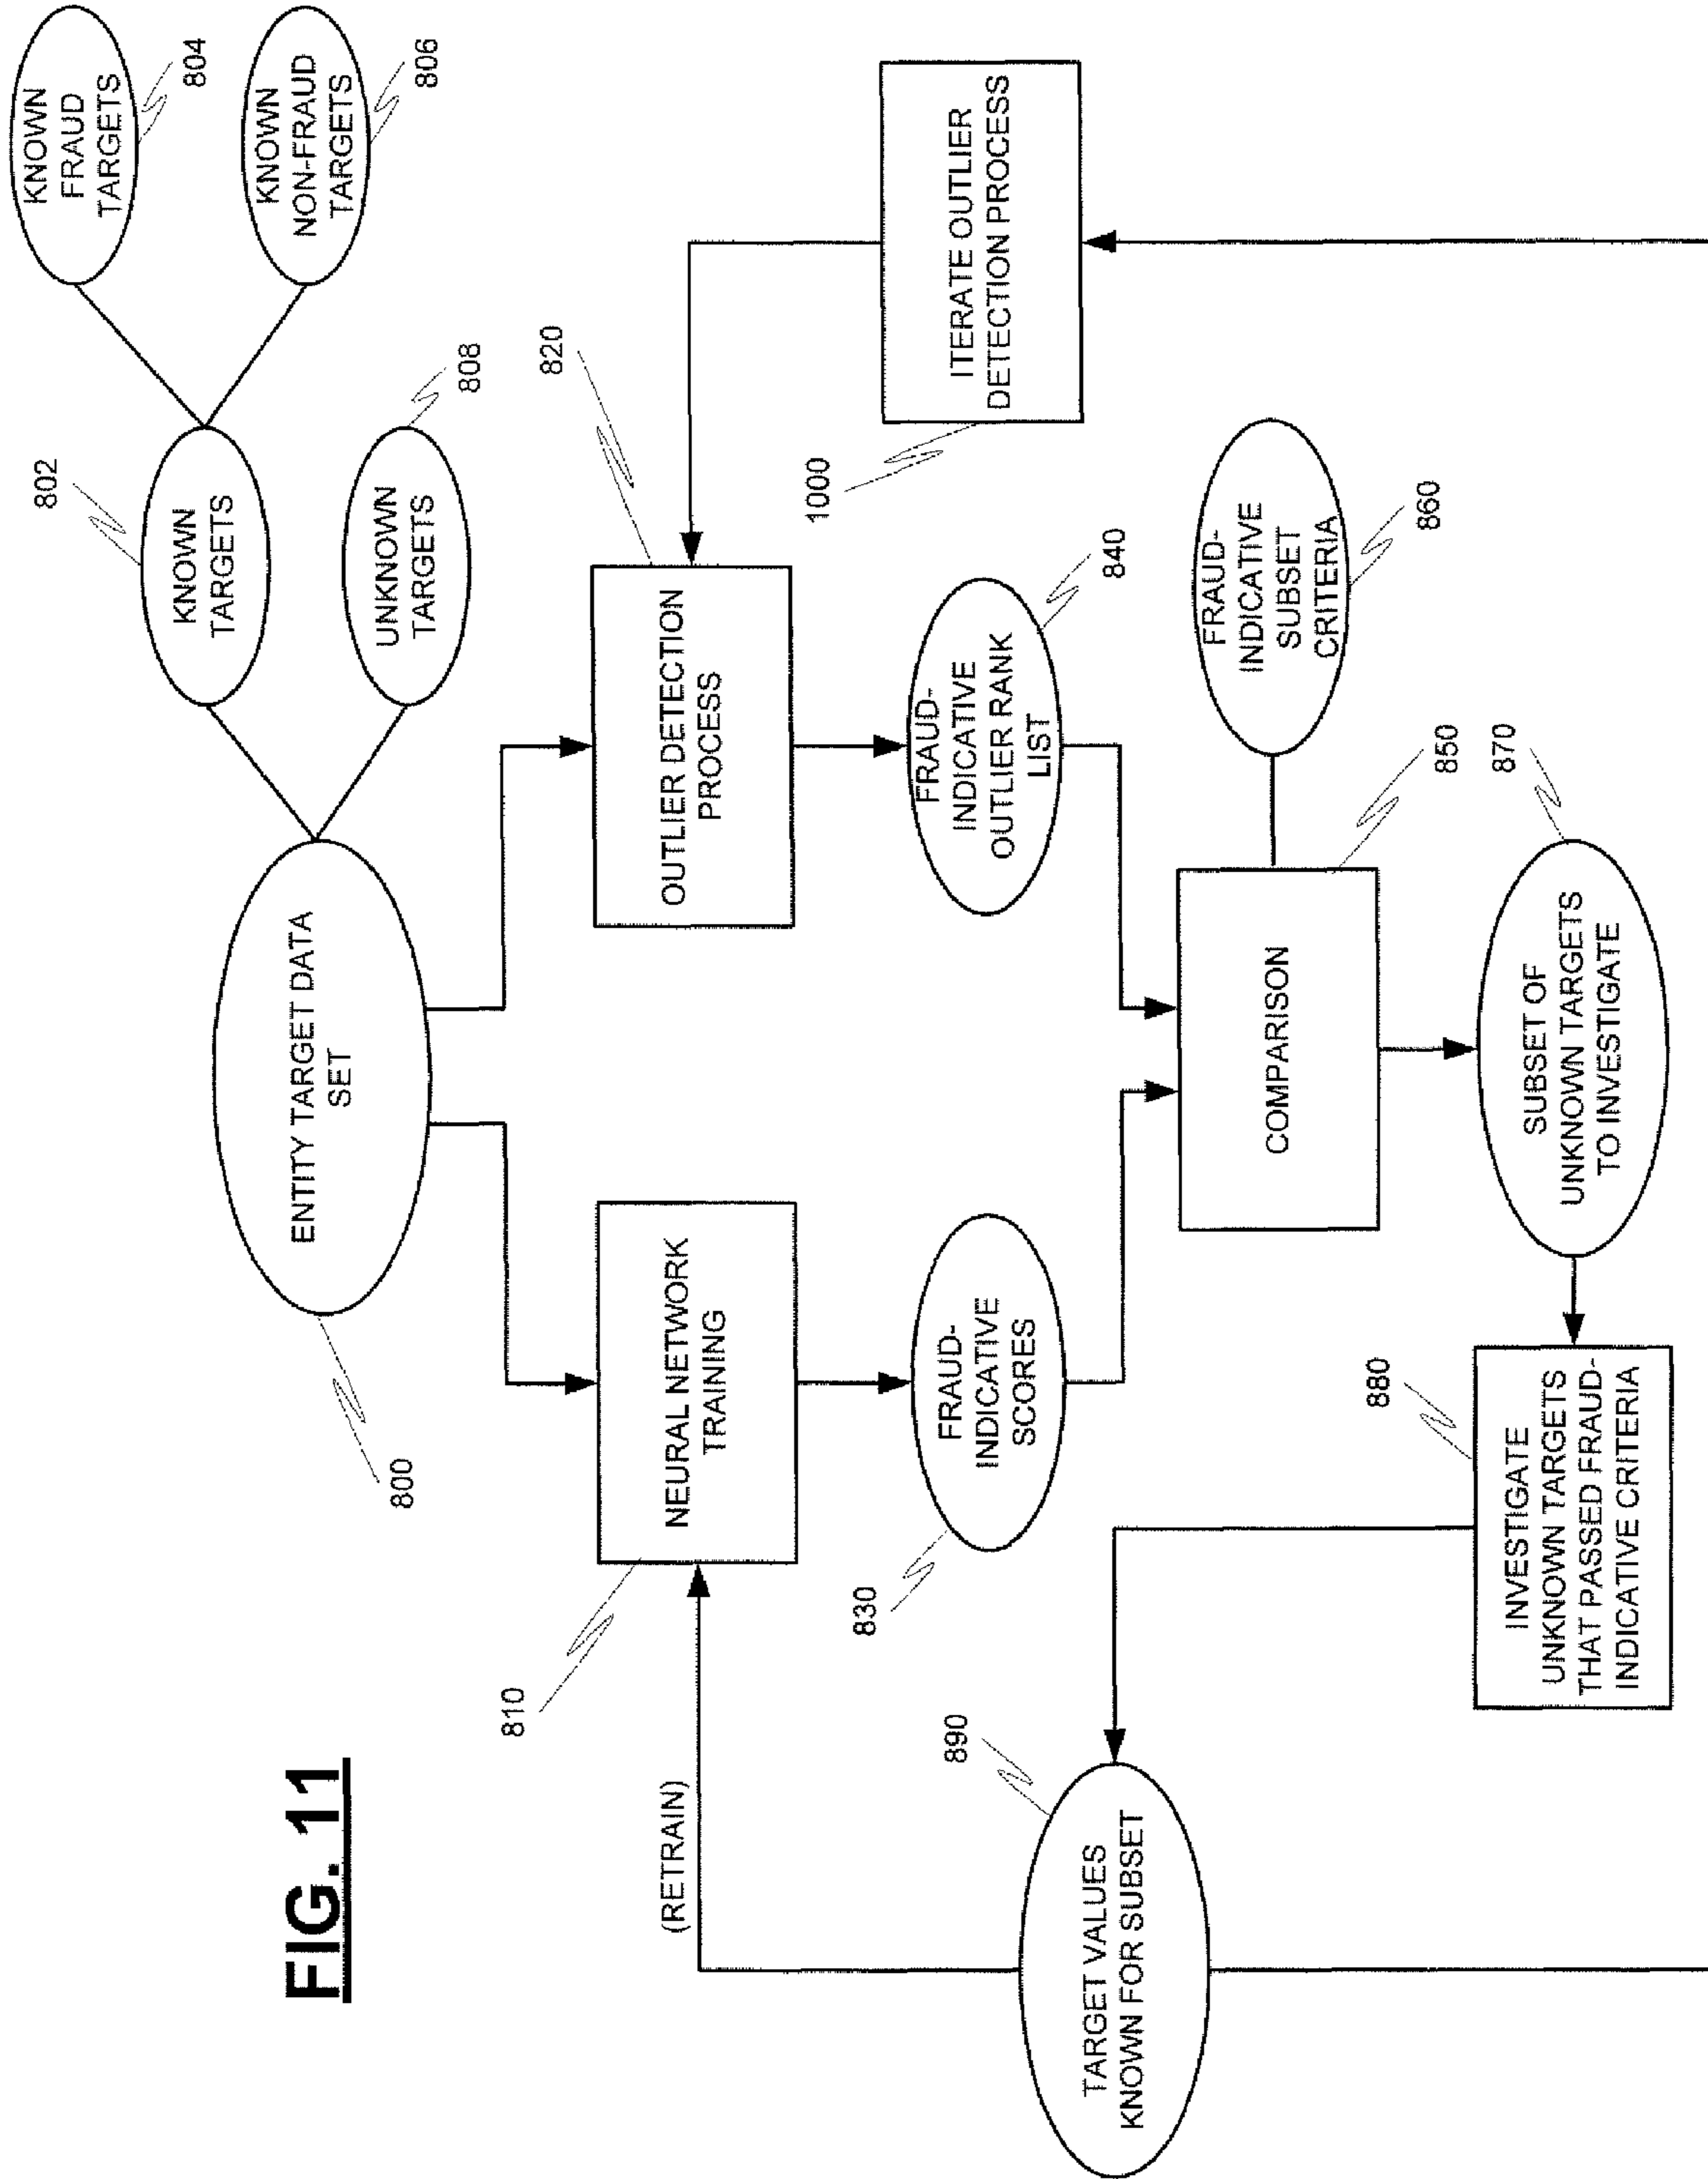 KNOWN
FRAUD
TARGETS
804
802
KNOWN
TARGETS
KNOWN
NON-FRAUD
TARGETS
806
ENTITY TARGET DATA
SET
800
UNKNOWN
TARGETS
808
810
NEURAL NETWORK
TRAINING
OUTLIER DETECTION
PROCESS
820
(RETRAIN)
830
FRAUD-
INDICATIVE
SCORES
FRAUD-
INDICATIVE
OUTLIER RANK
LIST
840
1000
ITERATE OUTLIER
DETECTION PROCESS
890
TARGET VALUES
KNOWN FOR SUBSET
COMPARISON
850
FRAUD-
INDICATIVE
SUBSET
CRITERIA
860
880
INVESTIGATE
UNKNOWN TARGETS
THAT PASSED FRAUD-
INDICATIVE CRITERIA
SUBSET OF
UNKNOWN TARGETS
TO INVESTIGATE
870
FIG. 11